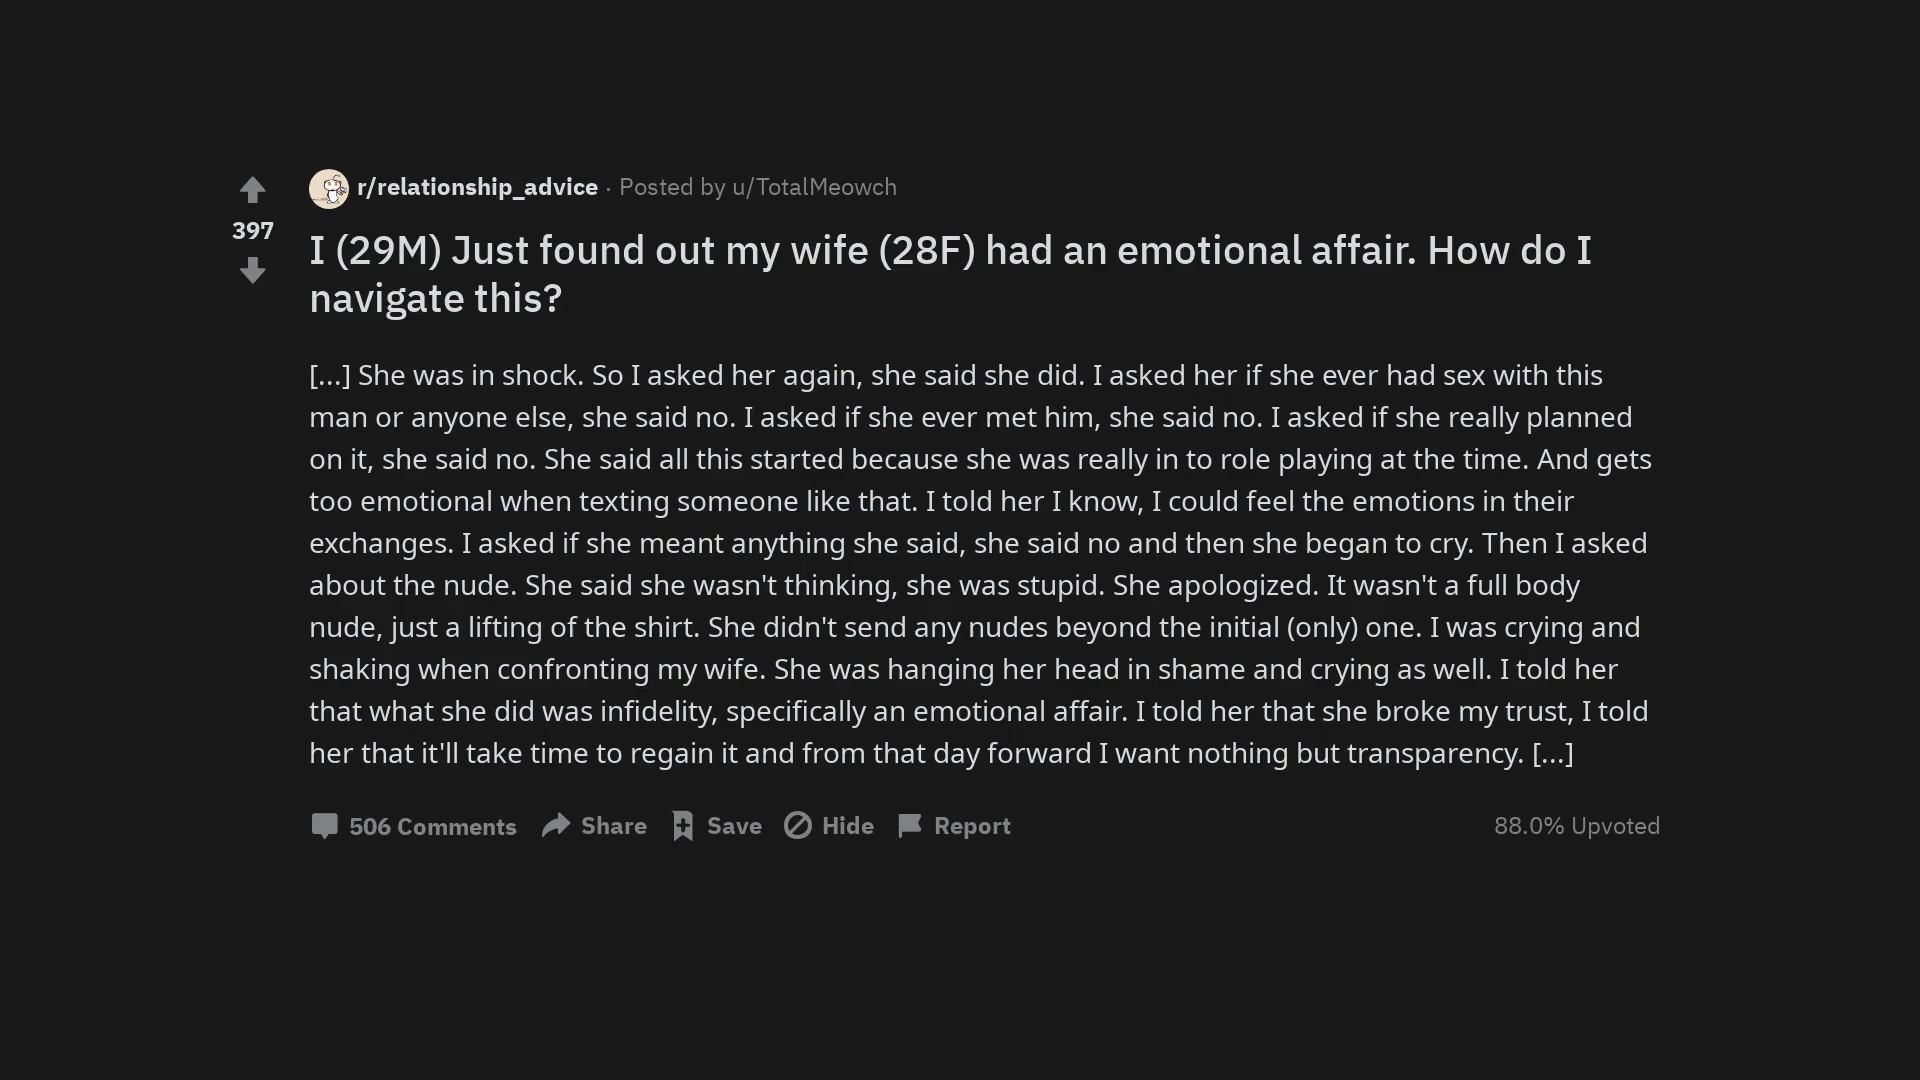 r/relationship_advice · Posted by u/TotalMeowch
397
I (29M) Just found out my wife (28F) had an emotional affair. How do I
navigate this?
[...] She was in shock. So I asked her again, she said she did. I asked her if she ever had sex with this
man or anyone else, she said no. I asked if she ever met him, she said no. I asked if she really planned
on it, she said no. She said all this started because she was really in to role playing at the time. And gets
too emotional when texting someone like that. I told her I know, I could feel the emotions in their
exchanges. I asked if she meant anything she said, she said no and then she began to cry. Then I asked
about the nude. She said she wasn't thinking, she was stupid. She apologized. It wasn't a full body
nude, just a lifting of the shirt. She didn't send any nudes beyond the initial (only) one. I was crying and
shaking when confronting my wife. She was hanging her head in shame and crying as well. I told her
that what she did was infidelity, specifically an emotional affair. I told her that she broke my trust, I told
her that it'll take time to regain it and from that day forward I want nothing but transparency. [...]
506 Comments Share Save Hide Report 88.0% Upvoted